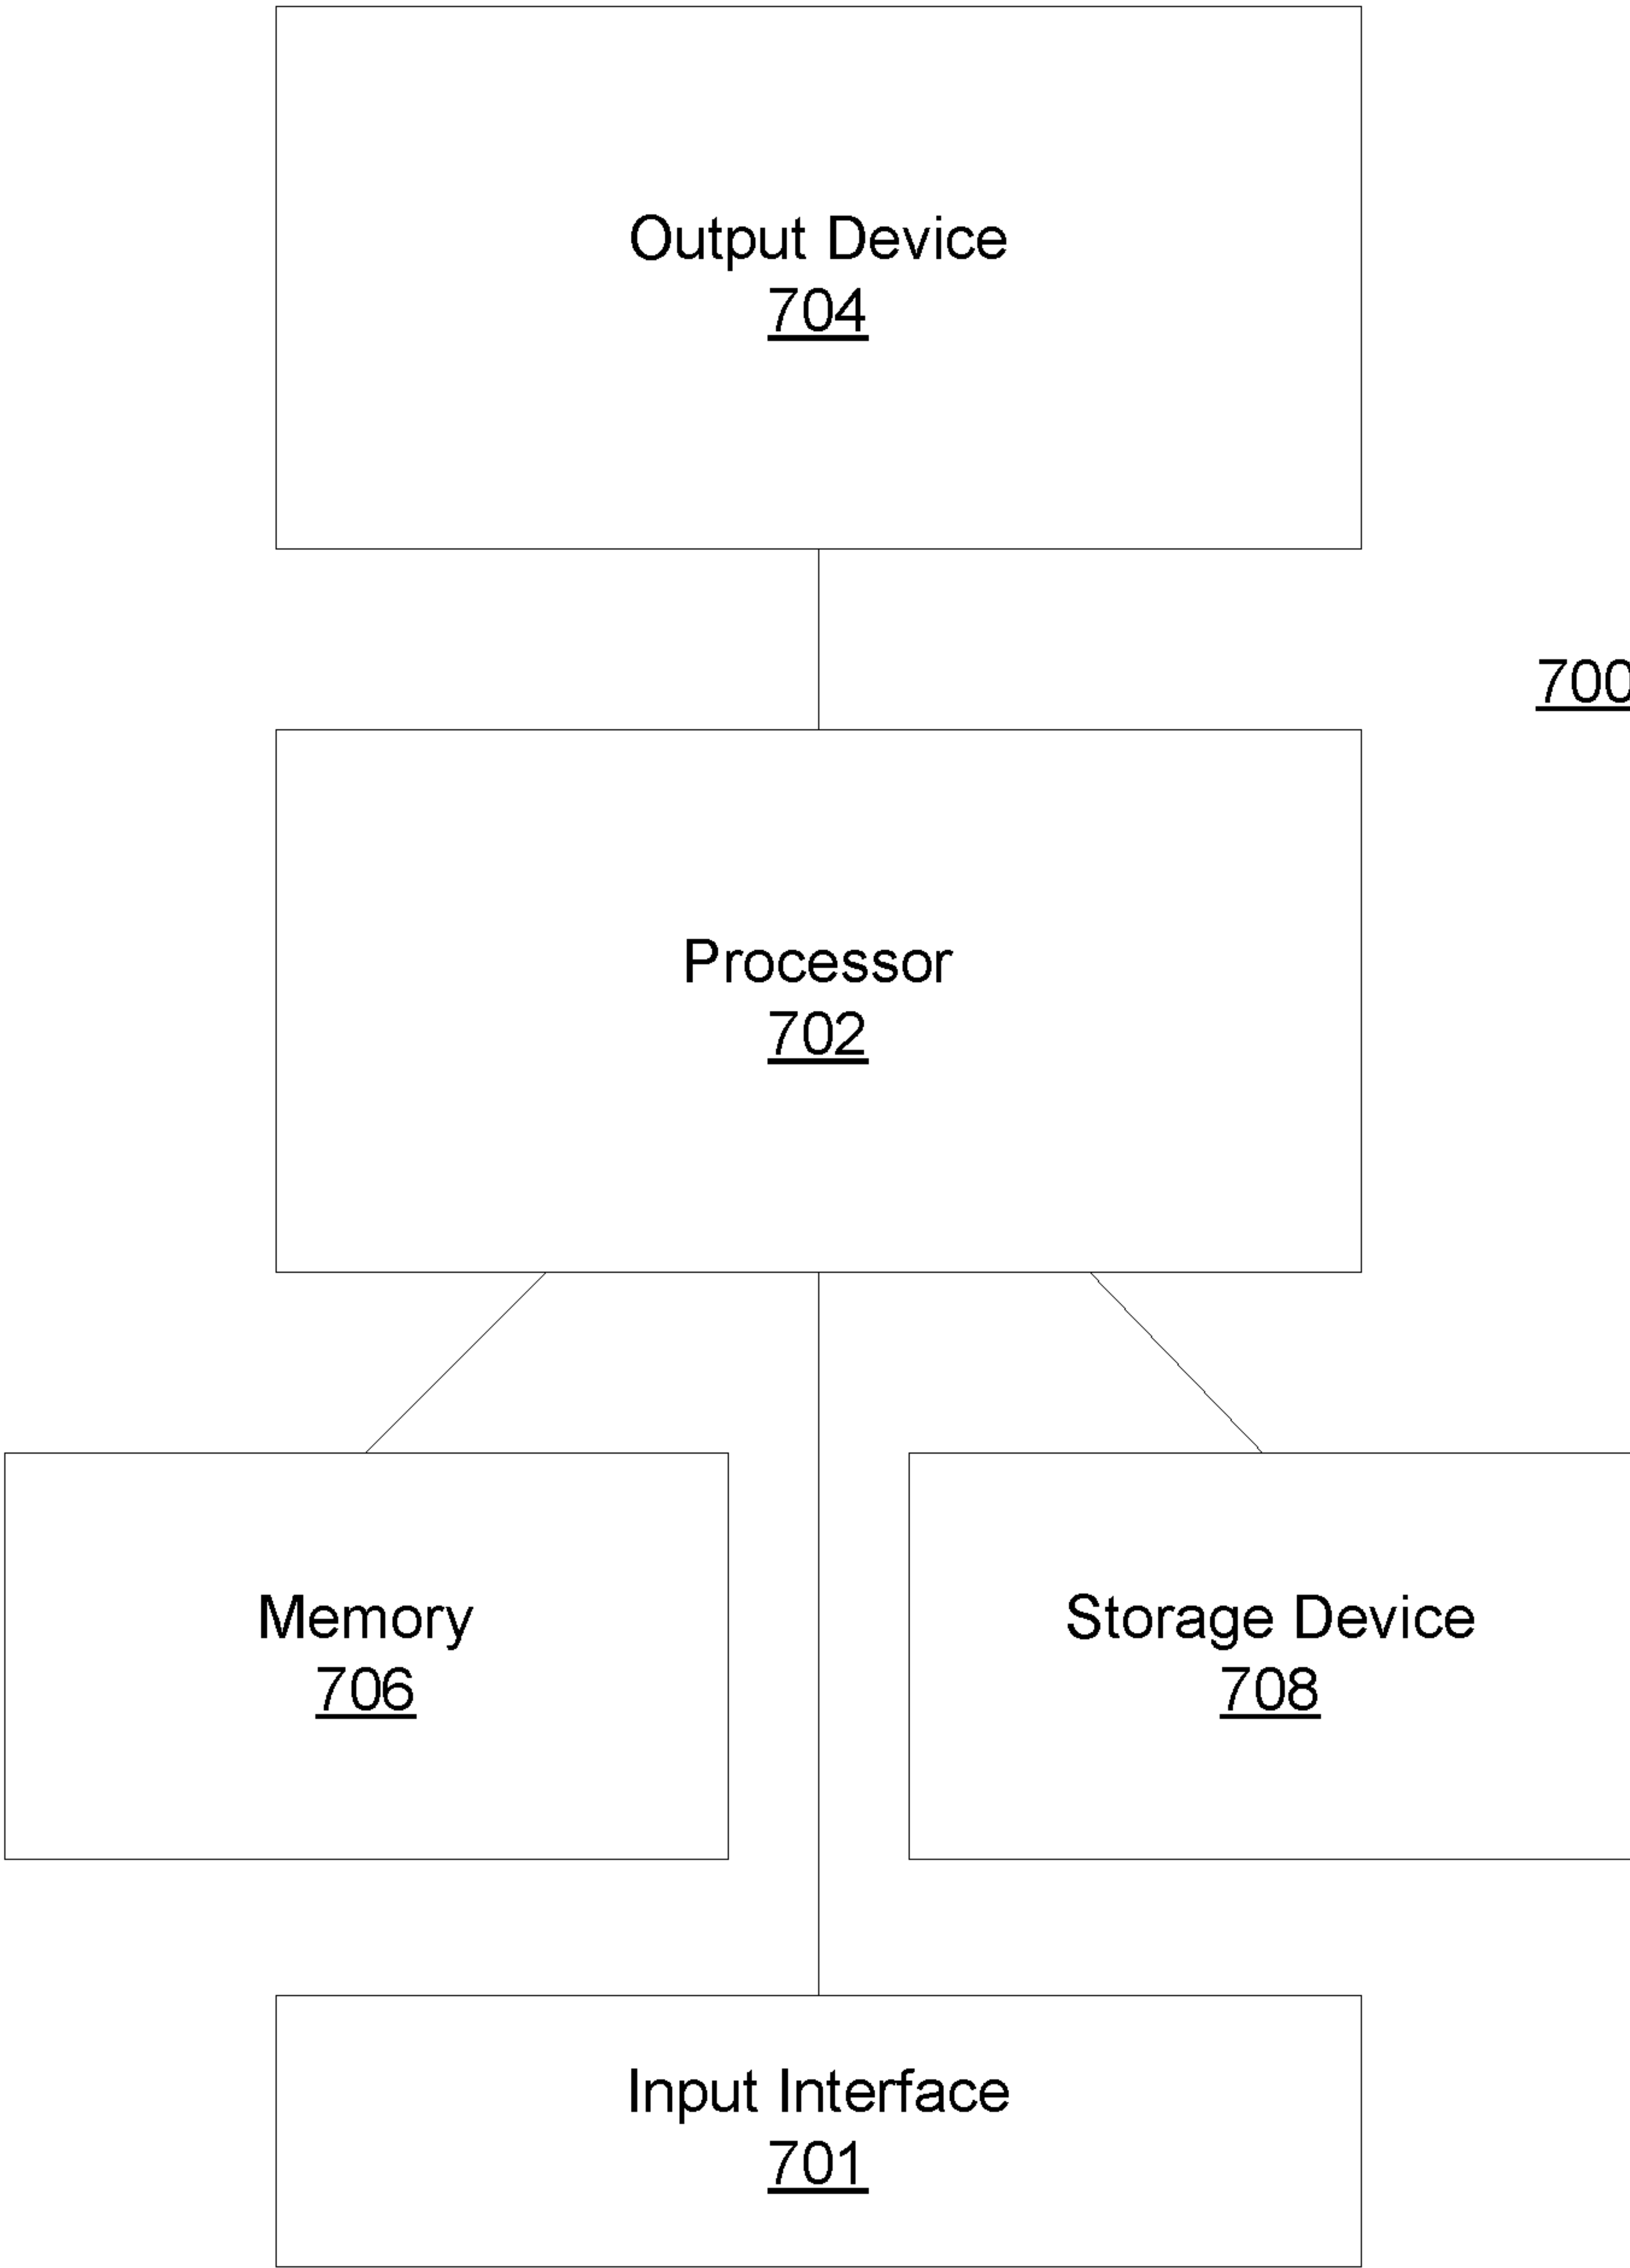 Output Device
704
700
Processor
702
Memory
706
Storage Device
708
Input Interface
701